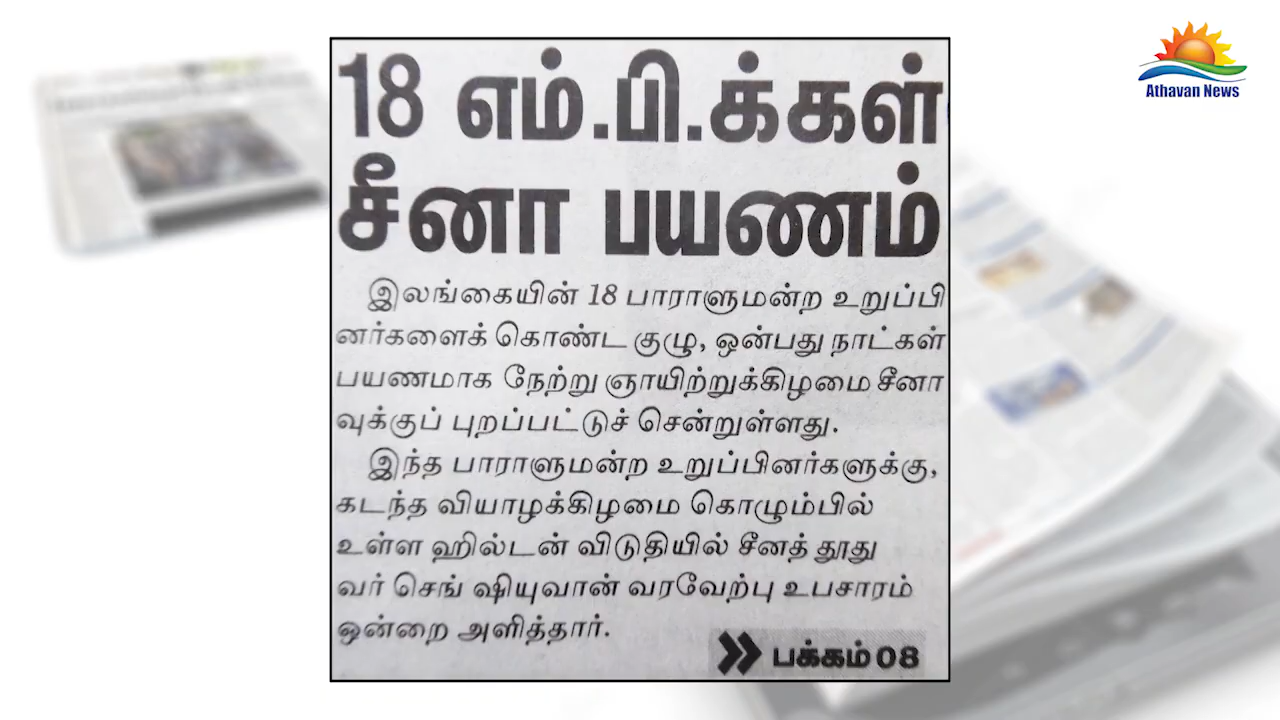 Athavan News
18 எம்.பி.க்கள்
சீனா பயணம்
இலங்கையின் 18 பாராளுமன்ற உறுப்பி
னர்களைக் கொண்ட குழு, ஒன்பது நாட்கள்
பயணமாக நேற்று ஞாயிற்றுக்கிழமை சீனா
வுக்குப் புறப்பட்டுச் சென்றுள்ளது.
இந்த பாராளுமன்ற உறுப்பினர்களுக்கு,
கடந்த வியாழக்கிழமை கொழும்பில்
உள்ள ஹில்டன் விடுதியில் சீனத் தூது
வர் செங் ஷியுவான் வரவேற்பு உபசாரம்
ஒன்றை அளித்தார்.
பக்கம் 08